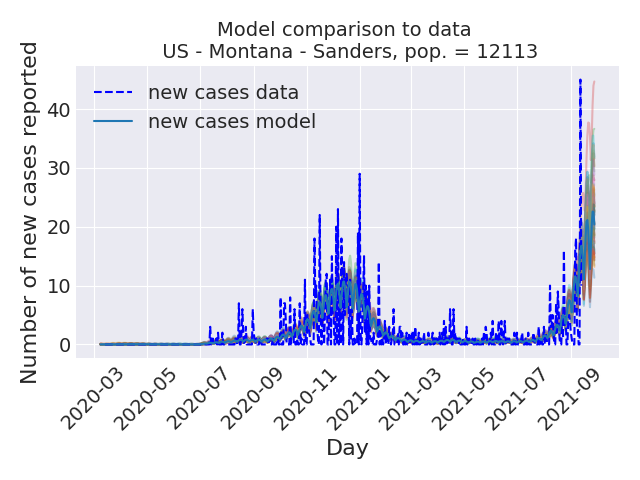 Model comparison to data
US - Montana - Sanders, pop. = 12113
Number of new cases reported
new cases data
new cases model
40
30
20
10
0
2020-03
2020-05
2020-07
2020-09
2020-11
2021-01
2021-03
2021-05
2021-07
2021-09
Day